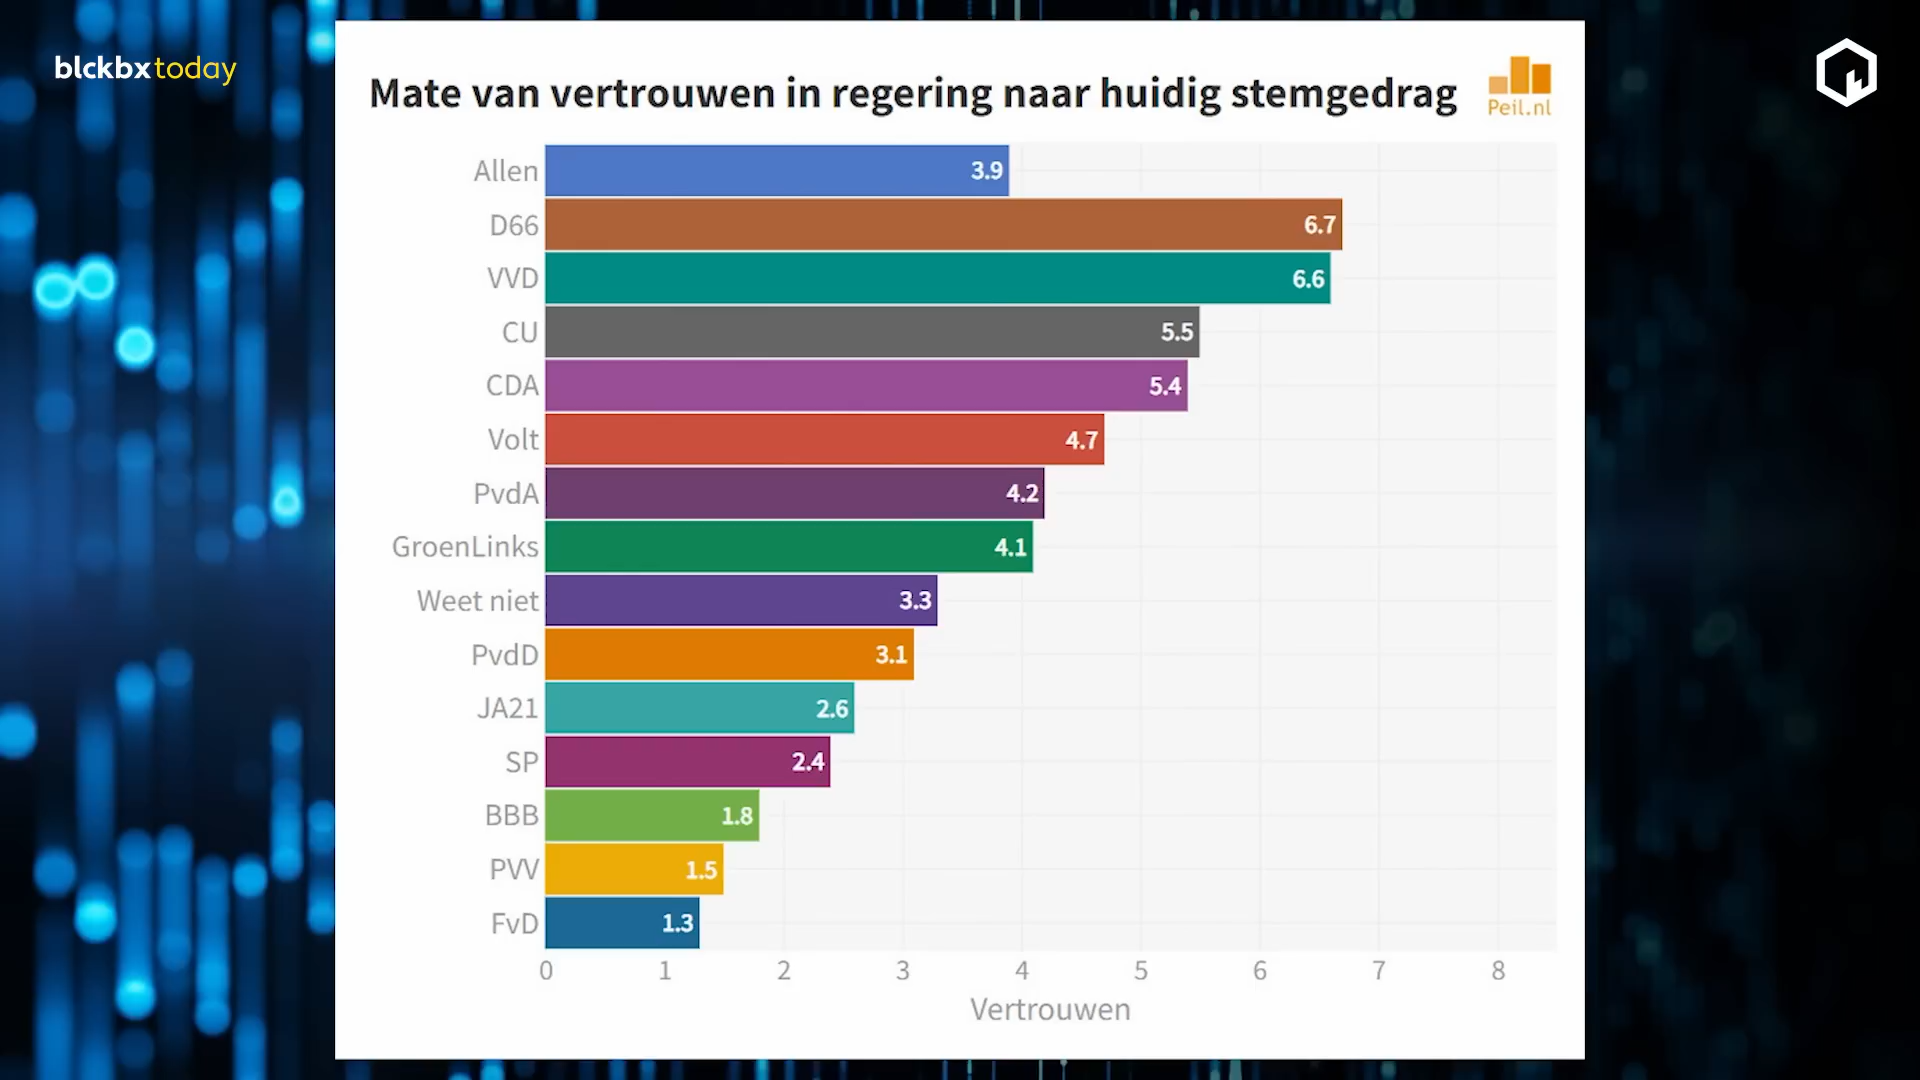 blckbxtoday
Mate van vertrouwen in regering naar huidig stemgedrag
Peil.nl
Allen 3.9
D66 6.7
VVD 6.6
CU 5.5
CDA 5.4
Volt 4.7
PvdA 4.2
GroenLinks 4.1
Weet niet 3.3
PvdD 3.1
JA21 2.6
SP 2.4
BBB 1.8
PVV 1.5
FvD 1.3
0 1 2 3 4 5 6 7 8
Vertrouwen